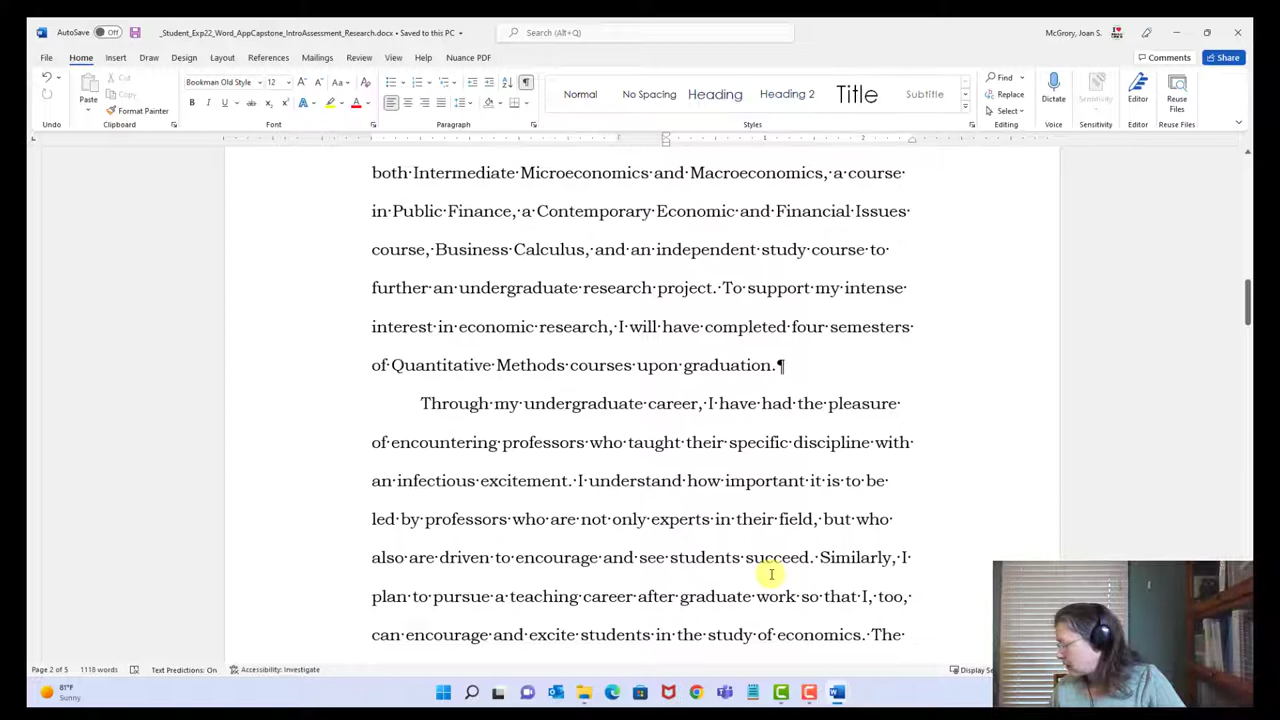 AutoSave Off _Student_Exp22_Word_AppCapstone_IntroAssessment_Research.docx • Saved to this PC Search (Alt+Q) McGrory, Joan S.
File Home Insert Draw Design Layout References Mailings Review View Help Nuance PDF Comments Share
Bookman Old Style 12 Cut Copy Format Painter Paste Find Replace Select
Normal No Spacing Heading Heading 2 Title Subtitle Dictate Sensitivity Editor Reuse Files
Undo Clipboard Font Paragraph Styles Editing Voice Sensitivity Editor Reuse Files
1 2
both·Intermediate·Microeconomics·and·Macroeconomics,·a·course·
in·Public·Finance,·a·Contemporary·Economic·and·Financial·Issues·
course,·Business·Calculus,·and·an·independent·study·course·to·
further·an·undergraduate·research·project.·To·support·my·intense·
interest·in·economic·research,·I·will·have·completed·four·semesters·
of·Quantitative·Methods·courses·upon·graduation.¶
Through·my·undergraduate·career,·I·have·had·the·pleasure·
of·encountering·professors·who·taught·their·specific·discipline·with·
an·infectious·excitement.·I·understand·how·important·it·is·to·be·
led·by·professors·who·are·not·only·experts·in·their·field,·but·who·
also·are·driven·to·encourage·and·see·students·succeed.·Similarly,·I·
plan·to·pursue·a·teaching·career·after·graduate·work·so·that·I,·too,·
can·encourage·and·excite·students·in·the·study·of·economics.·The·
Page 2 of 5 1118 words Text Predictions: On Accessibility: Investigate Display Se
81°F
Sunny